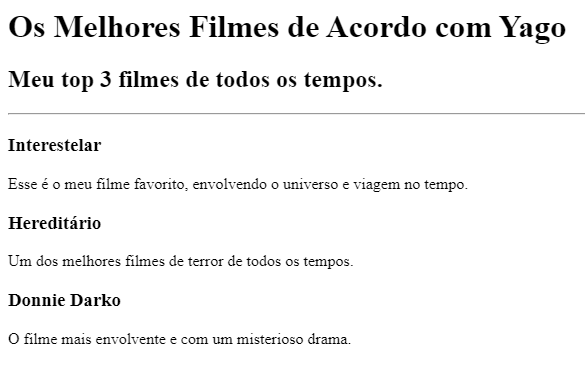 Os Melhores Filmes de Acordo com Yago
Meu top 3 filmes de todos os tempos.
Interestelar
Esse é o meu filme favorito, envolvendo o universo e viagem no tempo.
Hereditário
Um dos melhores filmes de terror de todos os tempos.
Donnie Darko
O filme mais envolvente e com um misterioso drama.